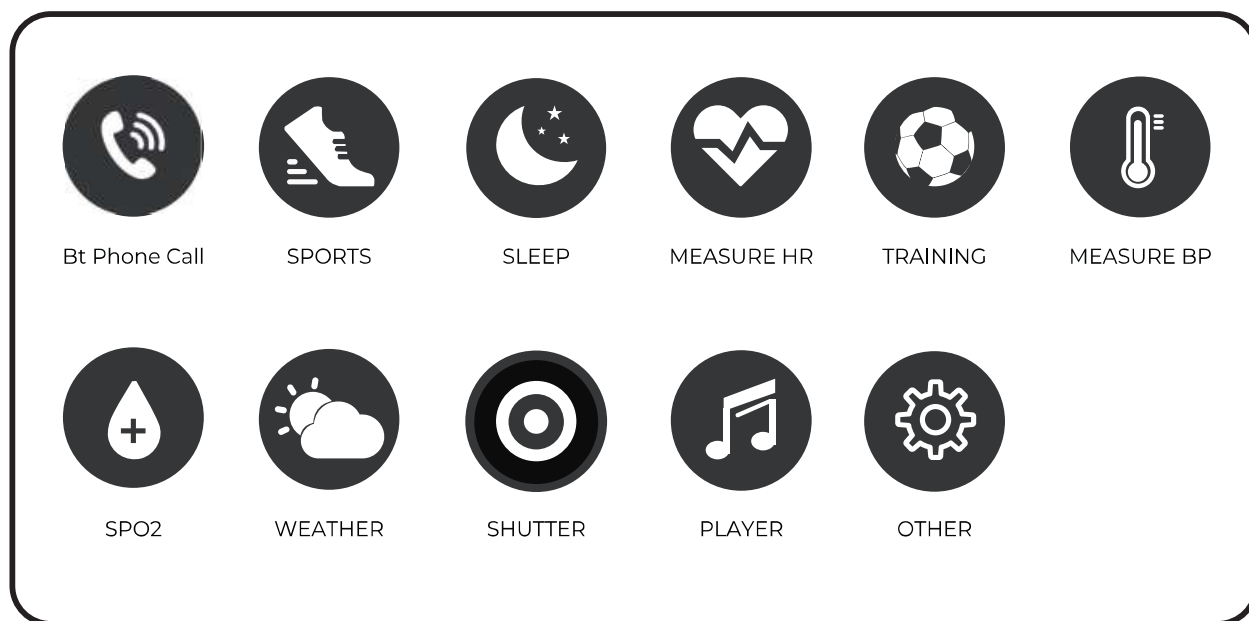 Bt Phone Call SPORTS SLEEP MEASURE HR TRAINING MEASURE BP
SPO2 WEATHER SHUTTER PLAYER OTHER